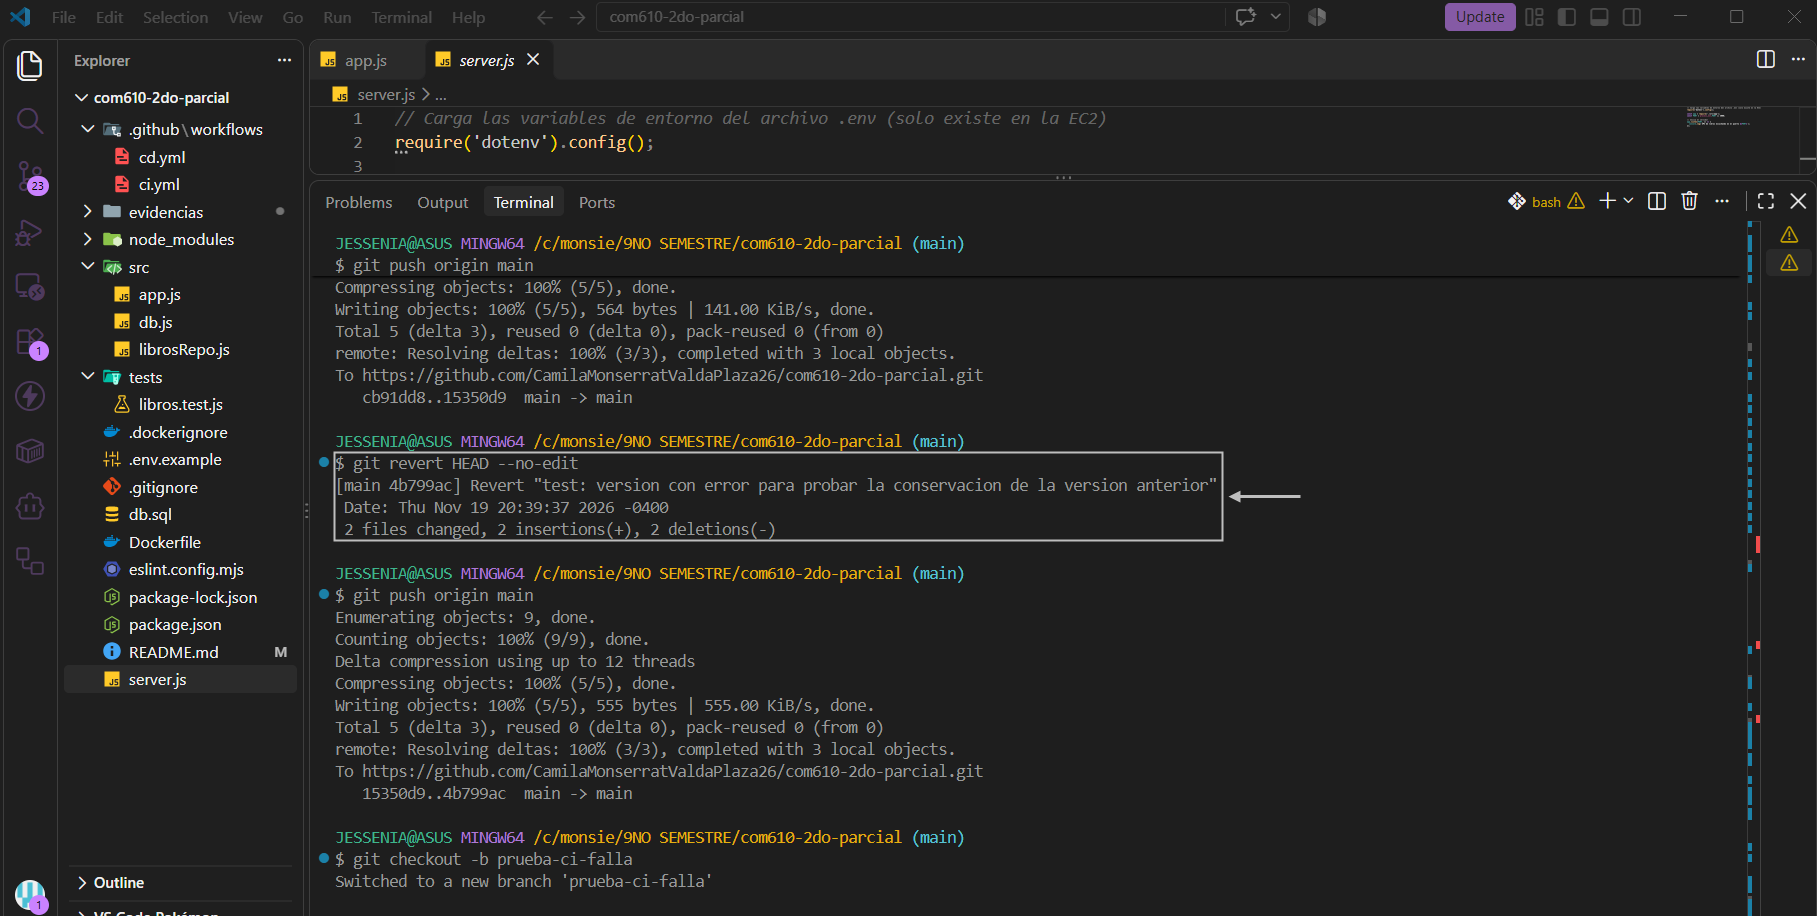 File Edit Selection View Go Run Terminal Help
com610-2do-parcial
Update
Explorer
com610-2do-parcial
.github\workflows
cd.yml
ci.yml
evidencias
node_modules
src
app.js
db.js
librosRepo.js
tests
libros.test.js
.dockerignore
.env.example
.gitignore
db.sql
Dockerfile
eslint.config.mjs
package-lock.json
package.json
README.md M
server.js
Outline
VS Code Pokémon
23
1
1
app.js
server.js
server.js > ...
1 // Carga las variables de entorno del archivo .env (solo existe en la EC2)
2 require('dotenv').config();
3
Problems Output Terminal Ports
bash
JESSENIA@ASUS MINGW64 /c/monsie/9NO SEMESTRE/com610-2do-parcial (main)
$ git push origin main
Compressing objects: 100% (5/5), done.
Writing objects: 100% (5/5), 564 bytes | 141.00 KiB/s, done.
Total 5 (delta 3), reused 0 (delta 0), pack-reused 0 (from 0)
remote: Resolving deltas: 100% (3/3), completed with 3 local objects.
To https://github.com/CamilaMonserratValdaPlaza26/com610-2do-parcial.git
cb91dd8..15350d9 main -> main
JESSENIA@ASUS MINGW64 /c/monsie/9NO SEMESTRE/com610-2do-parcial (main)
$ git revert HEAD --no-edit
[main 4b799ac] Revert "test: version con error para probar la conservacion de la version anterior"
Date: Thu Nov 19 20:39:37 2026 -0400
2 files changed, 2 insertions(+), 2 deletions(-)
JESSENIA@ASUS MINGW64 /c/monsie/9NO SEMESTRE/com610-2do-parcial (main)
$ git push origin main
Enumerating objects: 9, done.
Counting objects: 100% (9/9), done.
Delta compression using up to 12 threads
Compressing objects: 100% (5/5), done.
Writing objects: 100% (5/5), 555 bytes | 555.00 KiB/s, done.
Total 5 (delta 3), reused 0 (delta 0), pack-reused 0 (from 0)
remote: Resolving deltas: 100% (3/3), completed with 3 local objects.
To https://github.com/CamilaMonserratValdaPlaza26/com610-2do-parcial.git
15350d9..4b799ac main -> main
JESSENIA@ASUS MINGW64 /c/monsie/9NO SEMESTRE/com610-2do-parcial (main)
$ git checkout -b prueba-ci-falla
Switched to a new branch 'prueba-ci-falla'